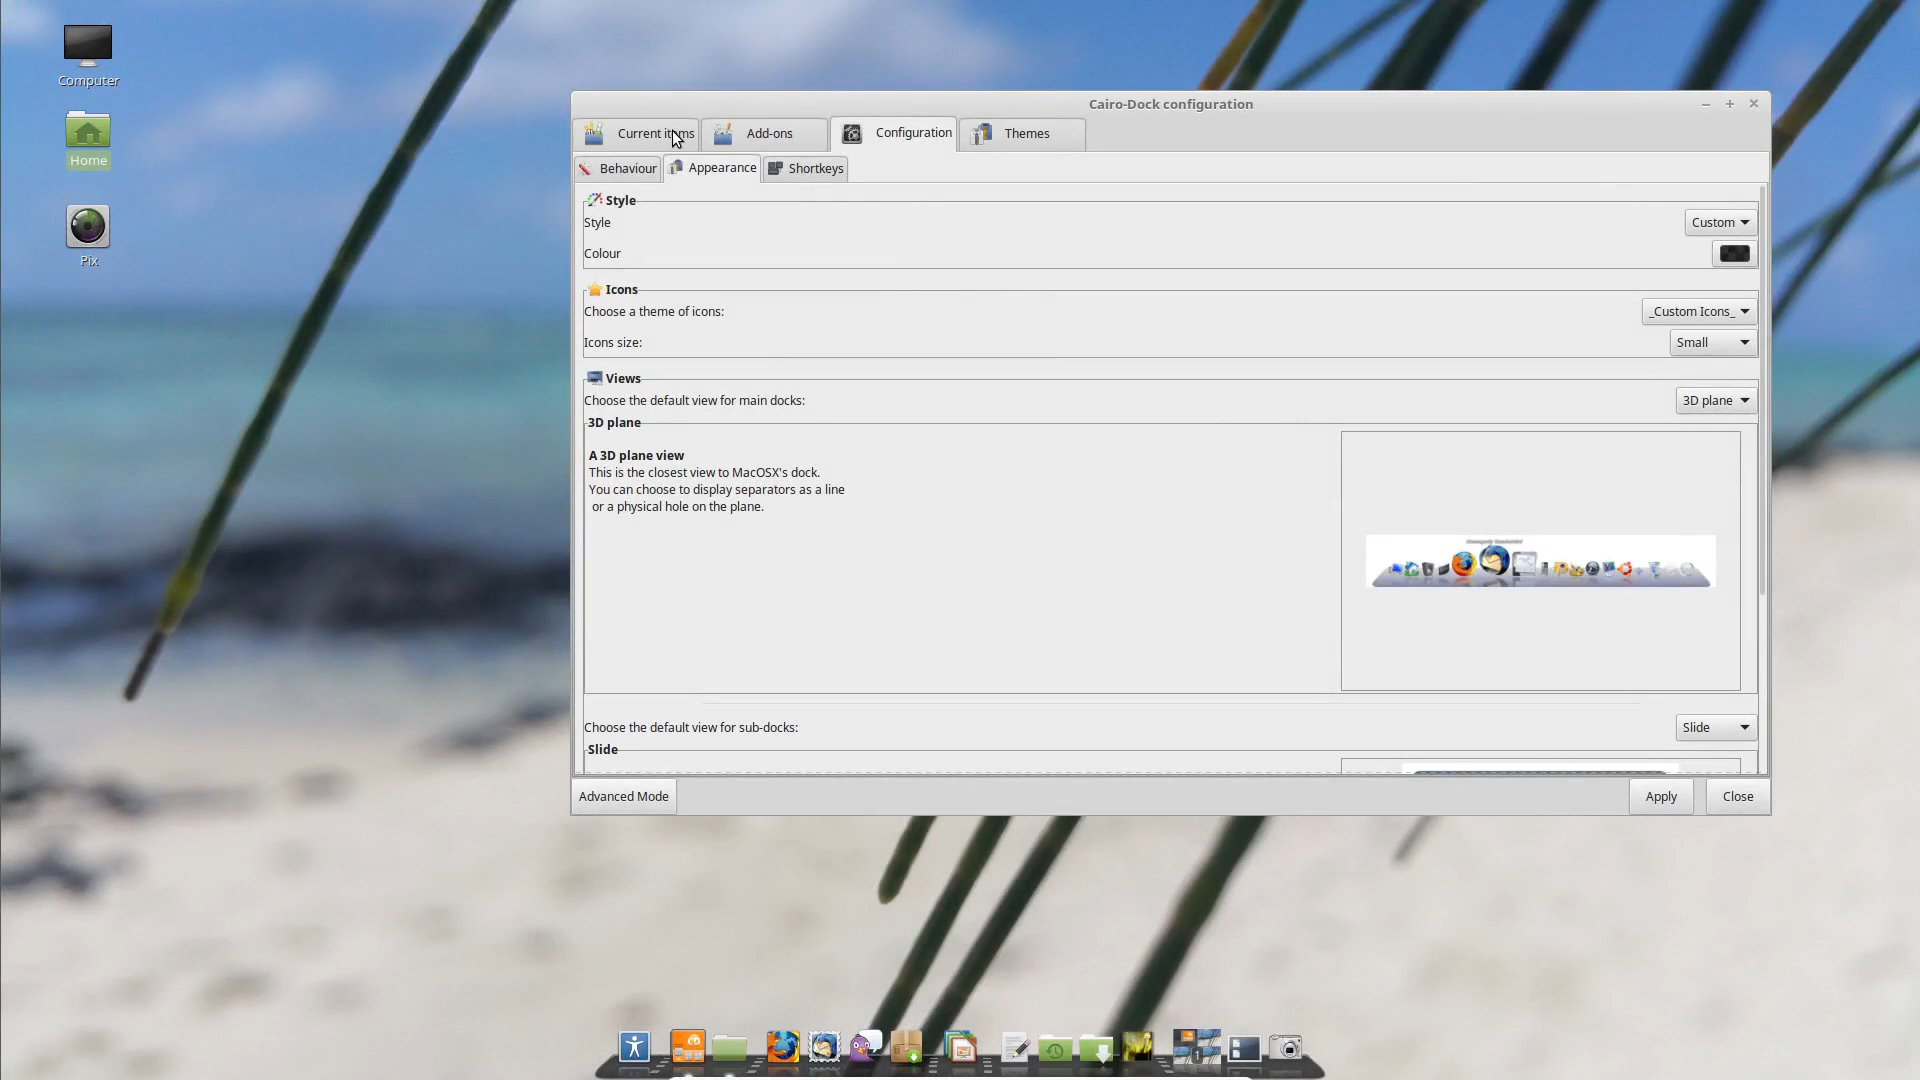 Computer
Home
Pix
Cairo-Dock configuration
Current items
Add-ons
Configuration
Themes
Behaviour
Appearance
Shortkeys
Style
Style
Custom
Colour
Icons
Choose a theme of icons:
_Custom Icons_
Icons size:
Small
Views
Choose the default view for main docks:
3D plane
3D plane
A 3D plane view
This is the closest view to MacOSX's dock.
You can choose to display separators as a line
or a physical hole on the plane.
Choose the default view for sub-docks:
Slide
Slide
Advanced Mode
Apply
Close
1